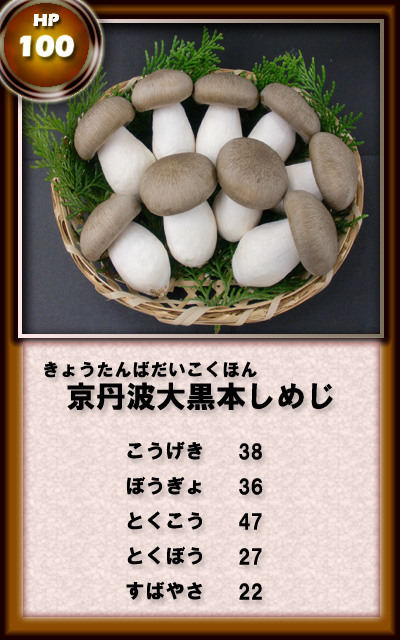 HP
100
きょうたんばだいこくほん
京丹波大黒本しめじ
こうげき 38
ぼうぎょ 36
とくこう 47
とくぼう 27
すばやさ 22